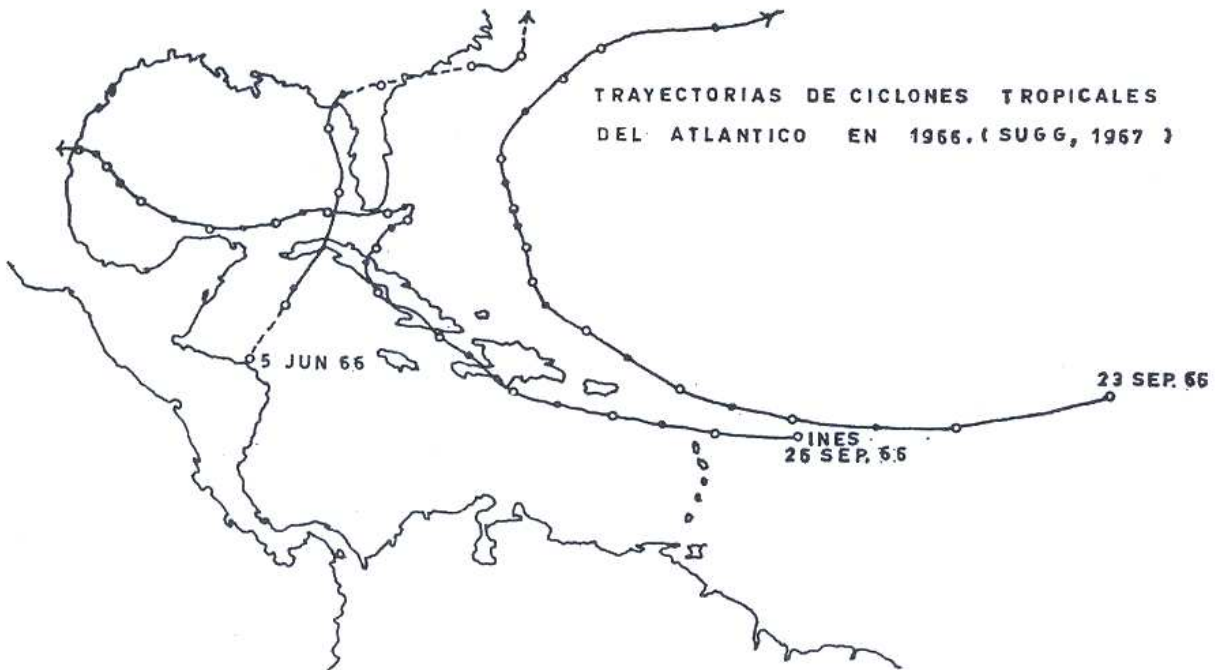 TRAYECTORIAS DE CICLONES TROPICALES
DEL ATLANTICO EN 1966. ( SUGG, 1967 )
5 JUN 66
23 SEP. 66
INES
26 SEP. 66